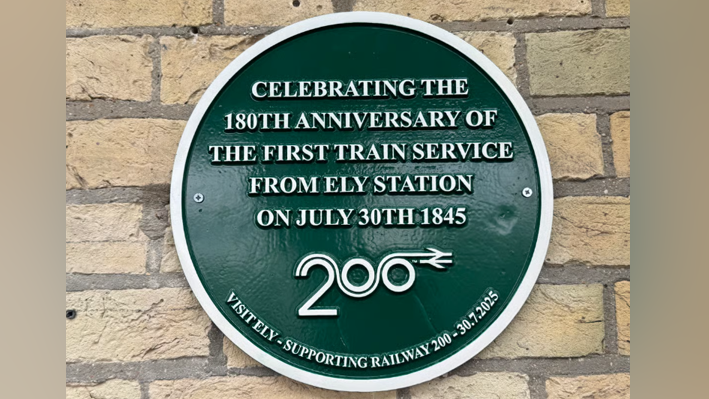 CELEBRATING THE
180TH ANNIVERSARY OF
THE FIRST TRAIN SERVICE
FROM ELY STATION
ON JULY 30TH 1845
200
VISIT ELY - SUPPORTING RAILWAY 200 - 30.7.2025